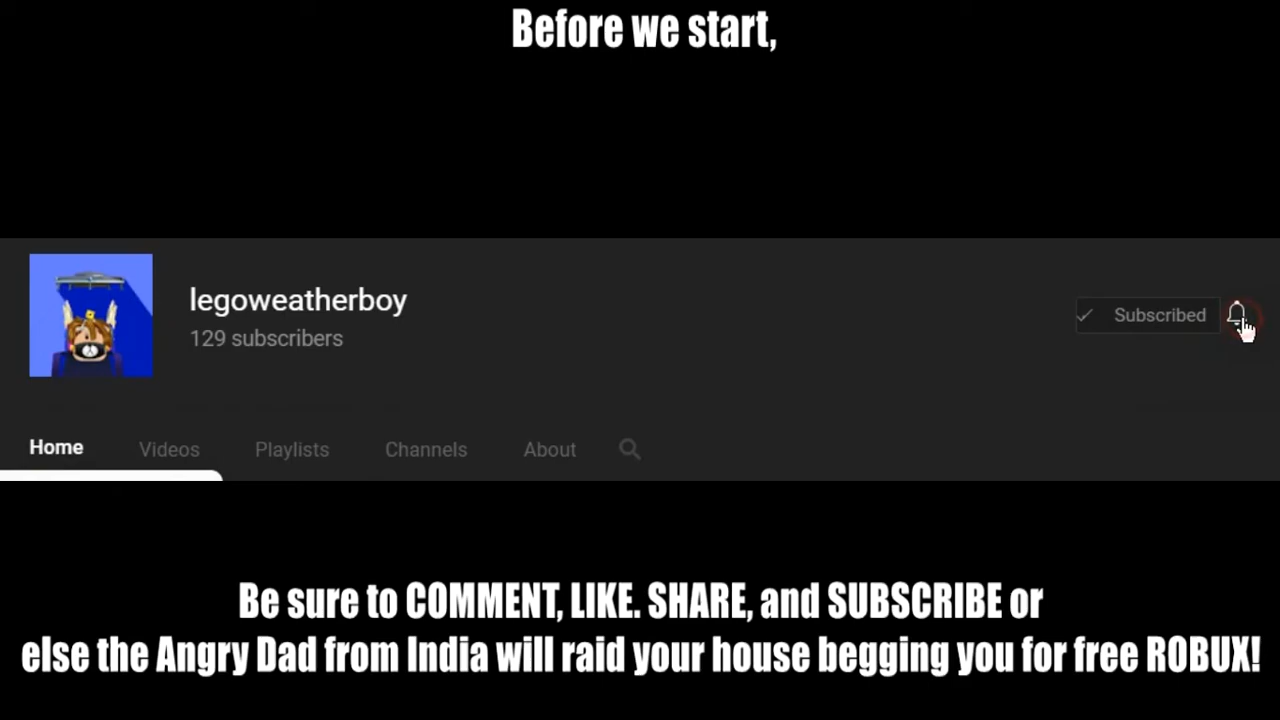 Before we start,
legoweatherboy
129 subscribers
Subscribed
Home Videos Playlists Channels About
Be sure to COMMENT, LIKE. SHARE, and SUBSCRIBE or
else the Angry Dad from India will raid your house begging you for free ROBUX!